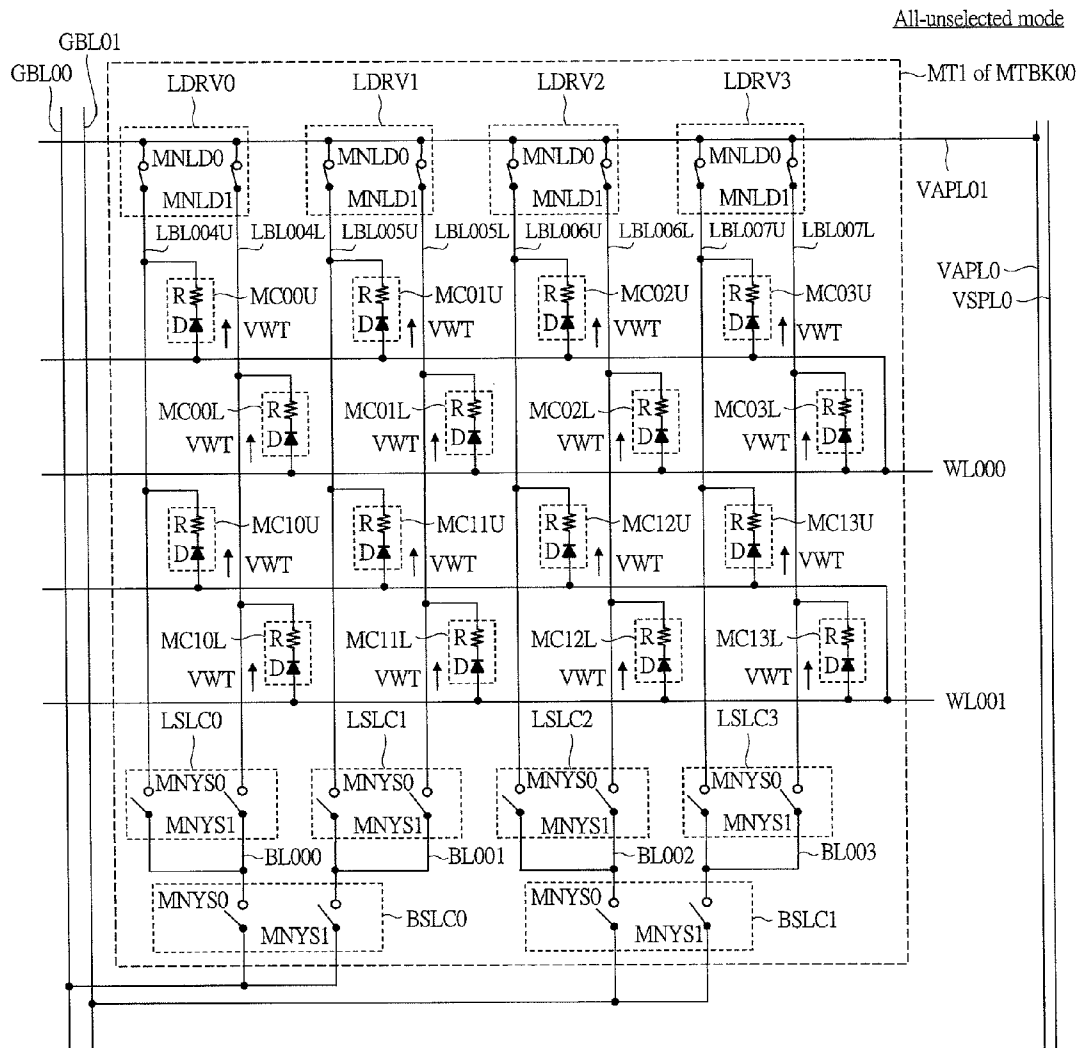 All-unselected mode
GBL01
GBL00
LDRV0 LDRV1 LDRV2 LDRV3
MT1 of MTBK00
MNLD0 MNLD0 MNLD0 MNLD0
MNLD1 MNLD1 MNLD1 MNLD1
VAPL01
LBL004U LBL004L LBL005U LBL005L LBL006U LBL006L LBL007U LBL007L
VAPL0
VSPL0
R MC00U R MC01U R MC02U R MC03U
D VWT D VWT D VWT D VWT
MC00L R MC01L R MC02L R MC03L R
VWT D VWT D VWT D VWT D
WL000
R MC10U R MC11U R MC12U R MC13U
D VWT D VWT D VWT D VWT
MC10L R MC11L R MC12L R MC13L R
VWT D VWT D VWT D VWT D
WL001
LSLC0 LSLC1 LSLC2 LSLC3
MNYS0 MNYS0 MNYS0 MNYS0
MNYS1 MNYS1 MNYS1 MNYS1
BL000 BL001 BL002 BL003
MNYS0 MNYS0
MNYS1 BSLC0 MNYS1 BSLC1